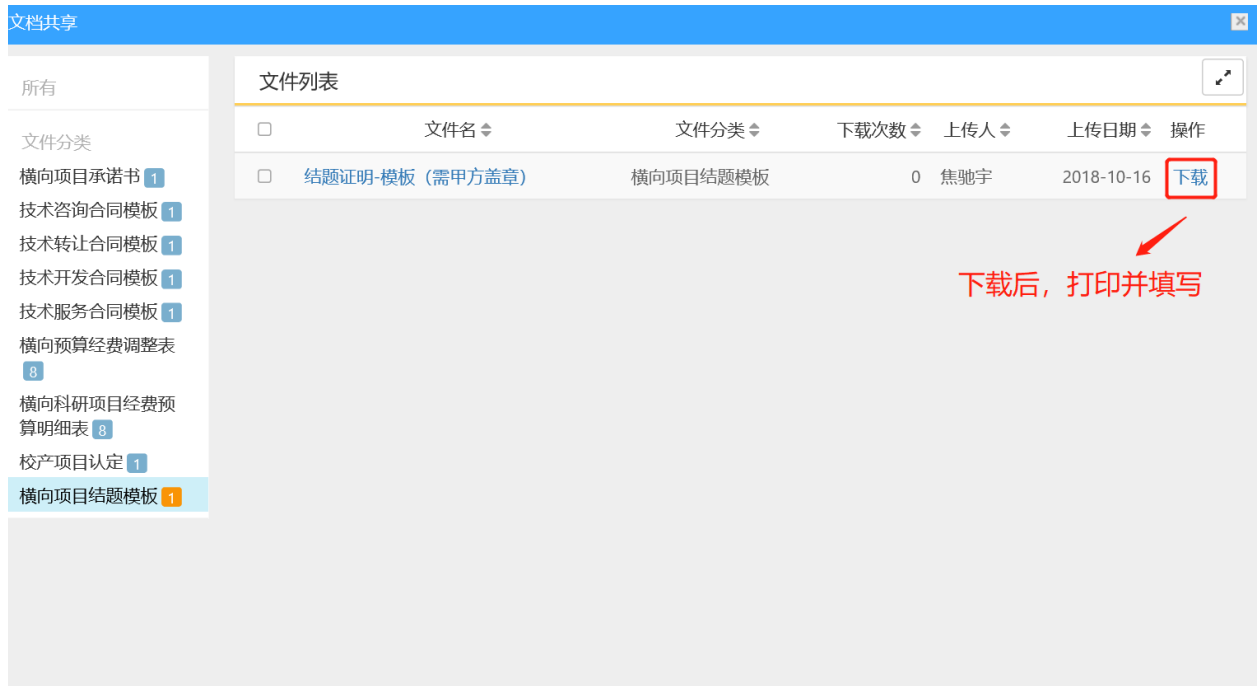 文档共享
所有
文件分类
横向项目承诺书 1
技术咨询合同模板 1
技术转让合同模板 1
技术开发合同模板 1
技术服务合同模板 1
横向预算经费调整表
8
横向科研项目经费预
算明细表 8
校产项目认定 1
横向项目结题模板 1
文件列表
文件名 文件分类 下载次数 上传人 上传日期 操作
结题证明-模板（需甲方盖章） 横向项目结题模板 0 焦驰宇 2018-10-16 下载
下载后，打印并填写